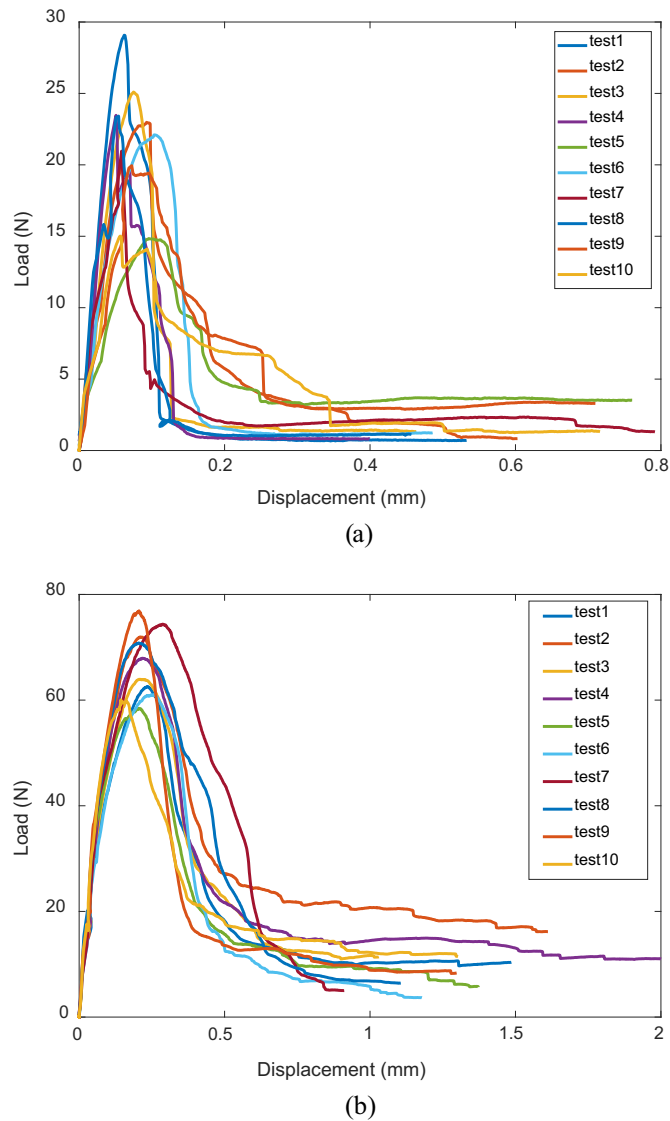 30
25
20
15
10
5
0
Load (N)
test1
test2
test3
test4
test5
test6
test7
test8
test9
test10
0 0.2 0.4 0.6 0.8
Displacement (mm)
(a)
80
60
40
20
0
Load (N)
test1
test2
test3
test4
test5
test6
test7
test8
test9
test10
0 0.5 1 1.5 2
Displacement (mm)
(b)